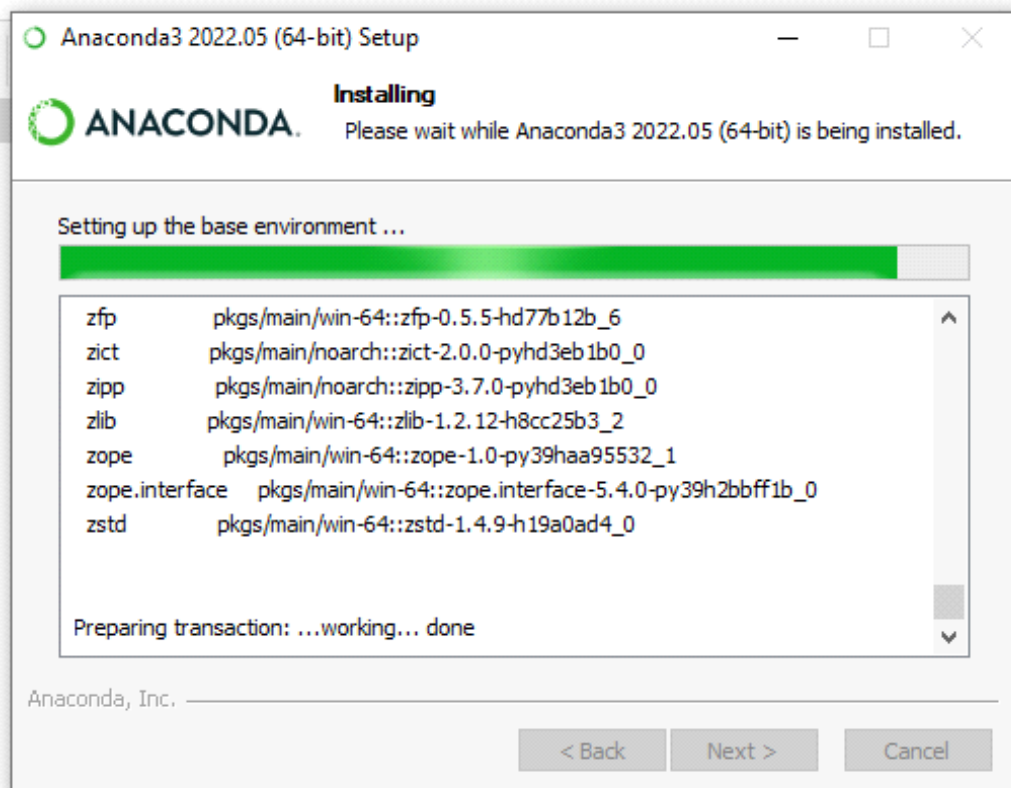 Anaconda3 2022.05 (64-bit) Setup
ANACONDA.
Installing
Please wait while Anaconda3 2022.05 (64-bit) is being installed.
Setting up the base environment ...
zfp pkgs/main/win-64::zfp-0.5.5-hd77b12b_6
zict pkgs/main/noarch::zict-2.0.0-pyhd3eb1b0_0
zipp pkgs/main/noarch::zipp-3.7.0-pyhd3eb1b0_0
zlib pkgs/main/win-64::zlib-1.2.12-h8cc25b3_2
zope pkgs/main/win-64::zope-1.0-py39haa95532_1
zope.interface pkgs/main/win-64::zope.interface-5.4.0-py39h2bbff1b_0
zstd pkgs/main/win-64::zstd-1.4.9-h19a0ad4_0
Preparing transaction: ...working... done
Anaconda, Inc.
< Back Next > Cancel